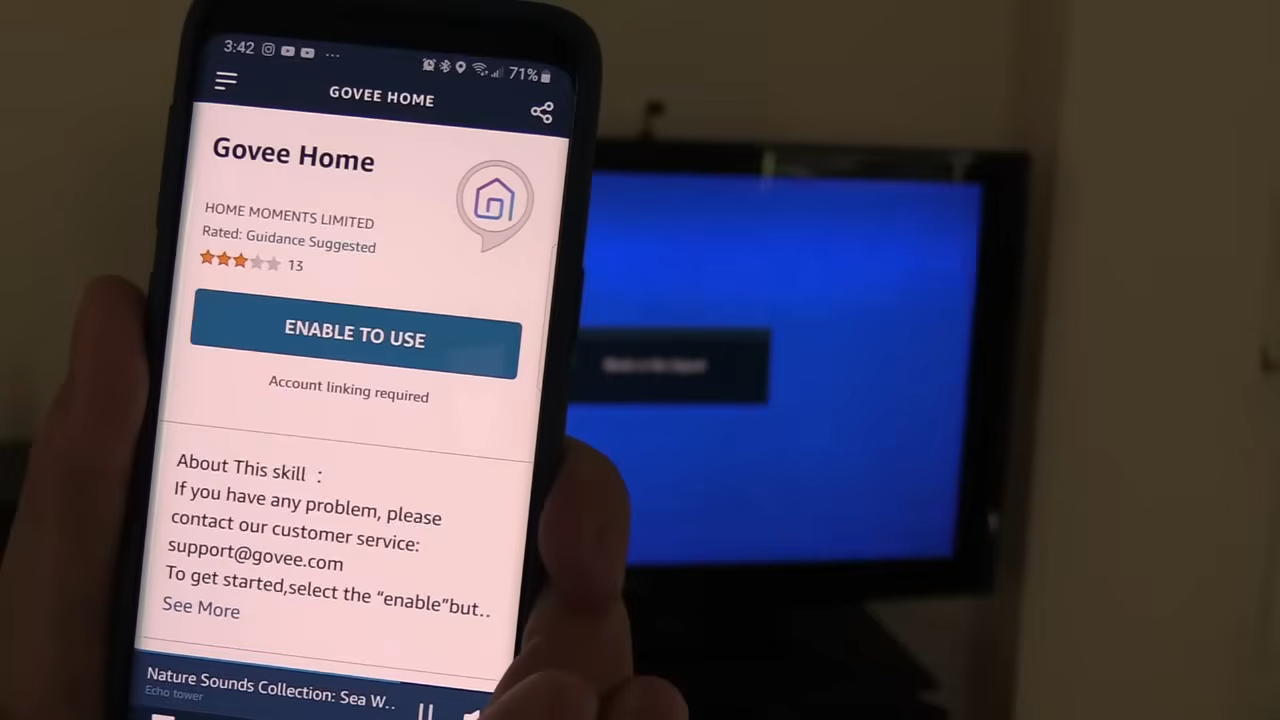 3:42 ... 71%
GOVEE HOME
Govee Home
HOME MOMENTS LIMITED
Rated: Guidance Suggested
13
ENABLE TO USE
Account linking required
About This skill :
If you have any problem, please
contact our customer service:
support@govee.com
To get started,select the “enable”but..
See More
Nature Sounds Collection: Sea W..
Echo tower